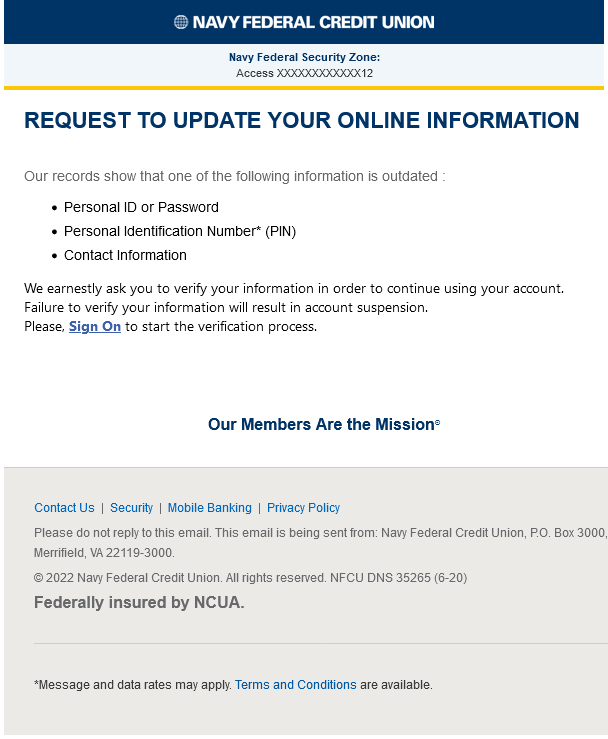 NAVY FEDERAL CREDIT UNION
Navy Federal Security Zone:
Access XXXXXXXXXXXX12
REQUEST TO UPDATE YOUR ONLINE INFORMATION
Our records show that one of the following information is outdated :
• Personal ID or Password
• Personal Identification Number* (PIN)
• Contact Information
We earnestly ask you to verify your information in order to continue using your account.
Failure to verify your information will result in account suspension.
Please, Sign On to start the verification process.
Our Members Are the Mission®
Contact Us | Security | Mobile Banking | Privacy Policy
Please do not reply to this email. This email is being sent from: Navy Federal Credit Union, P.O. Box 3000,
Merrifield, VA 22119-3000.
© 2022 Navy Federal Credit Union. All rights reserved. NFCU DNS 35265 (6-20)
Federally insured by NCUA.
*Message and data rates may apply. Terms and Conditions are available.